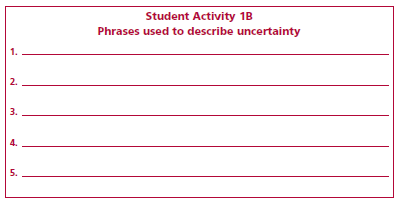 Student Activity 1B
Phrases used to describe uncertainty
1.
2.
3.
4.
5.